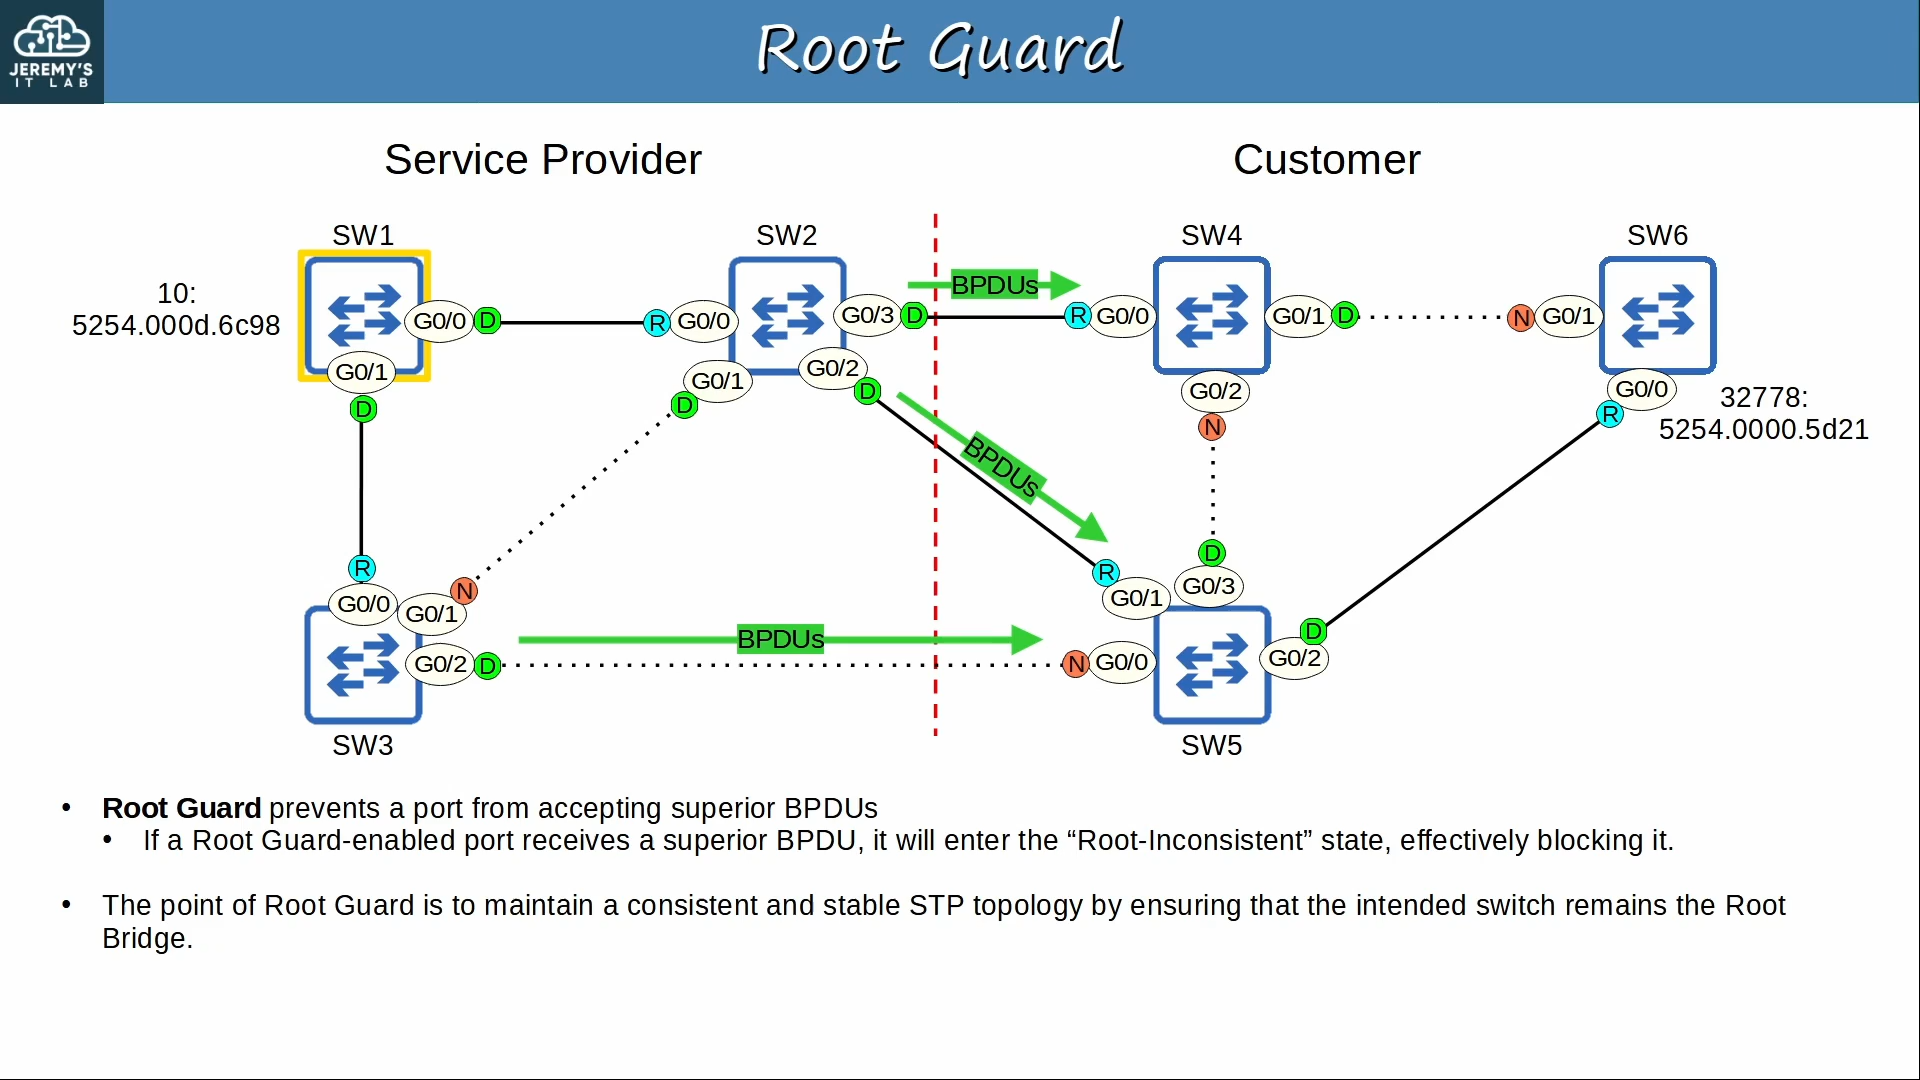 JEREMY'S
IT LAB
Root Guard
Service Provider
Customer
SW1
SW2
SW4
SW6
10:
5254.000d.6c98
G0/0
D
R
G0/0
G0/3
D
BPDUs
R
G0/0
G0/1
D
N
G0/1
G0/1
D
G0/1
D
G0/2
D
G0/2
N
G0/0
R
32778:
5254.0000.5d21
BPDUs
R
G0/0
N
G0/1
G0/2
D
BPDUs
R
G0/1
D
G0/3
N
G0/0
D
G0/2
SW3
SW5
• Root Guard prevents a port from accepting superior BPDUs
• If a Root Guard-enabled port receives a superior BPDU, it will enter the “Root-Inconsistent” state, effectively blocking it.
• The point of Root Guard is to maintain a consistent and stable STP topology by ensuring that the intended switch remains the Root
Bridge.